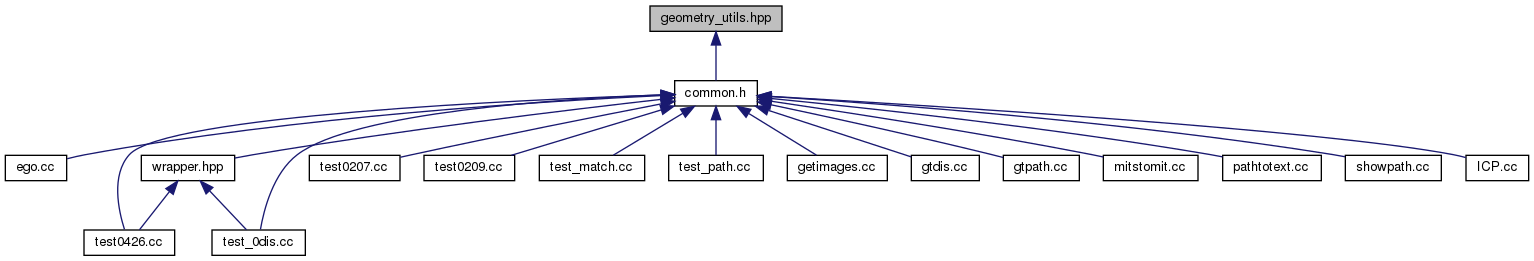 geometry_utils.hpp
common.h
ego.cc
wrapper.hpp
test0207.cc
test0209.cc
test_match.cc
test_path.cc
getimages.cc
gtdis.cc
gtpath.cc
mitstomit.cc
pathtotext.cc
showpath.cc
ICP.cc
test0426.cc
test_0dis.cc